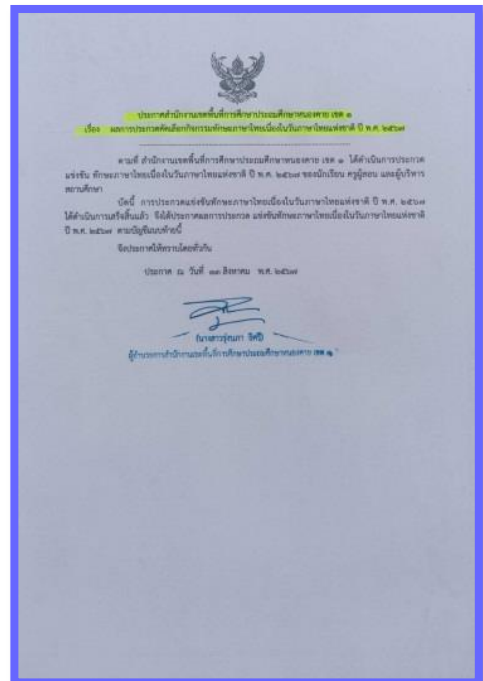 ประกาศสำนักงานเขตพื้นที่การศึกษาประถมศึกษาหนองคาย เขต ๑
เรื่อง ผลการประกวดคัดเลือกกิจกรรมทักษะภาษาไทยเนื่องในวันภาษาไทยแห่งชาติ ปี พ.ศ. ๒๕๖๗
ตามที่ สำนักงานเขตพื้นที่การศึกษาประถมศึกษาหนองคาย เขต ๑ ได้ดำเนินการประกวด
แข่งขัน ทักษะภาษาไทยเนื่องในวันภาษาไทยแห่งชาติ ปี พ.ศ. ๒๕๖๗ ของนักเรียน ครูผู้สอน และผู้บริหาร
สถานศึกษา
บัดนี้ การประกวดแข่งขันทักษะภาษาไทยเนื่องในวันภาษาไทยแห่งชาติ ปี พ.ศ. ๒๕๖๗
ได้ดำเนินการเสร็จสิ้นแล้ว จึงได้ประกาศผลการประกวด แข่งขันทักษะภาษาไทยเนื่องในวันภาษาไทยแห่งชาติ
ปี พ.ศ. ๒๕๖๗ ตามบัญชีแนบท้ายนี้
จึงประกาศให้ทราบโดยทั่วกัน
ประกาศ ณ วันที่ สิงหาคม พ.ศ. ๒๕๖๗
ผู้อำนวยการสำนักงานเขตพื้นที่การศึกษาประถมศึกษาหนองคาย เขต ๑